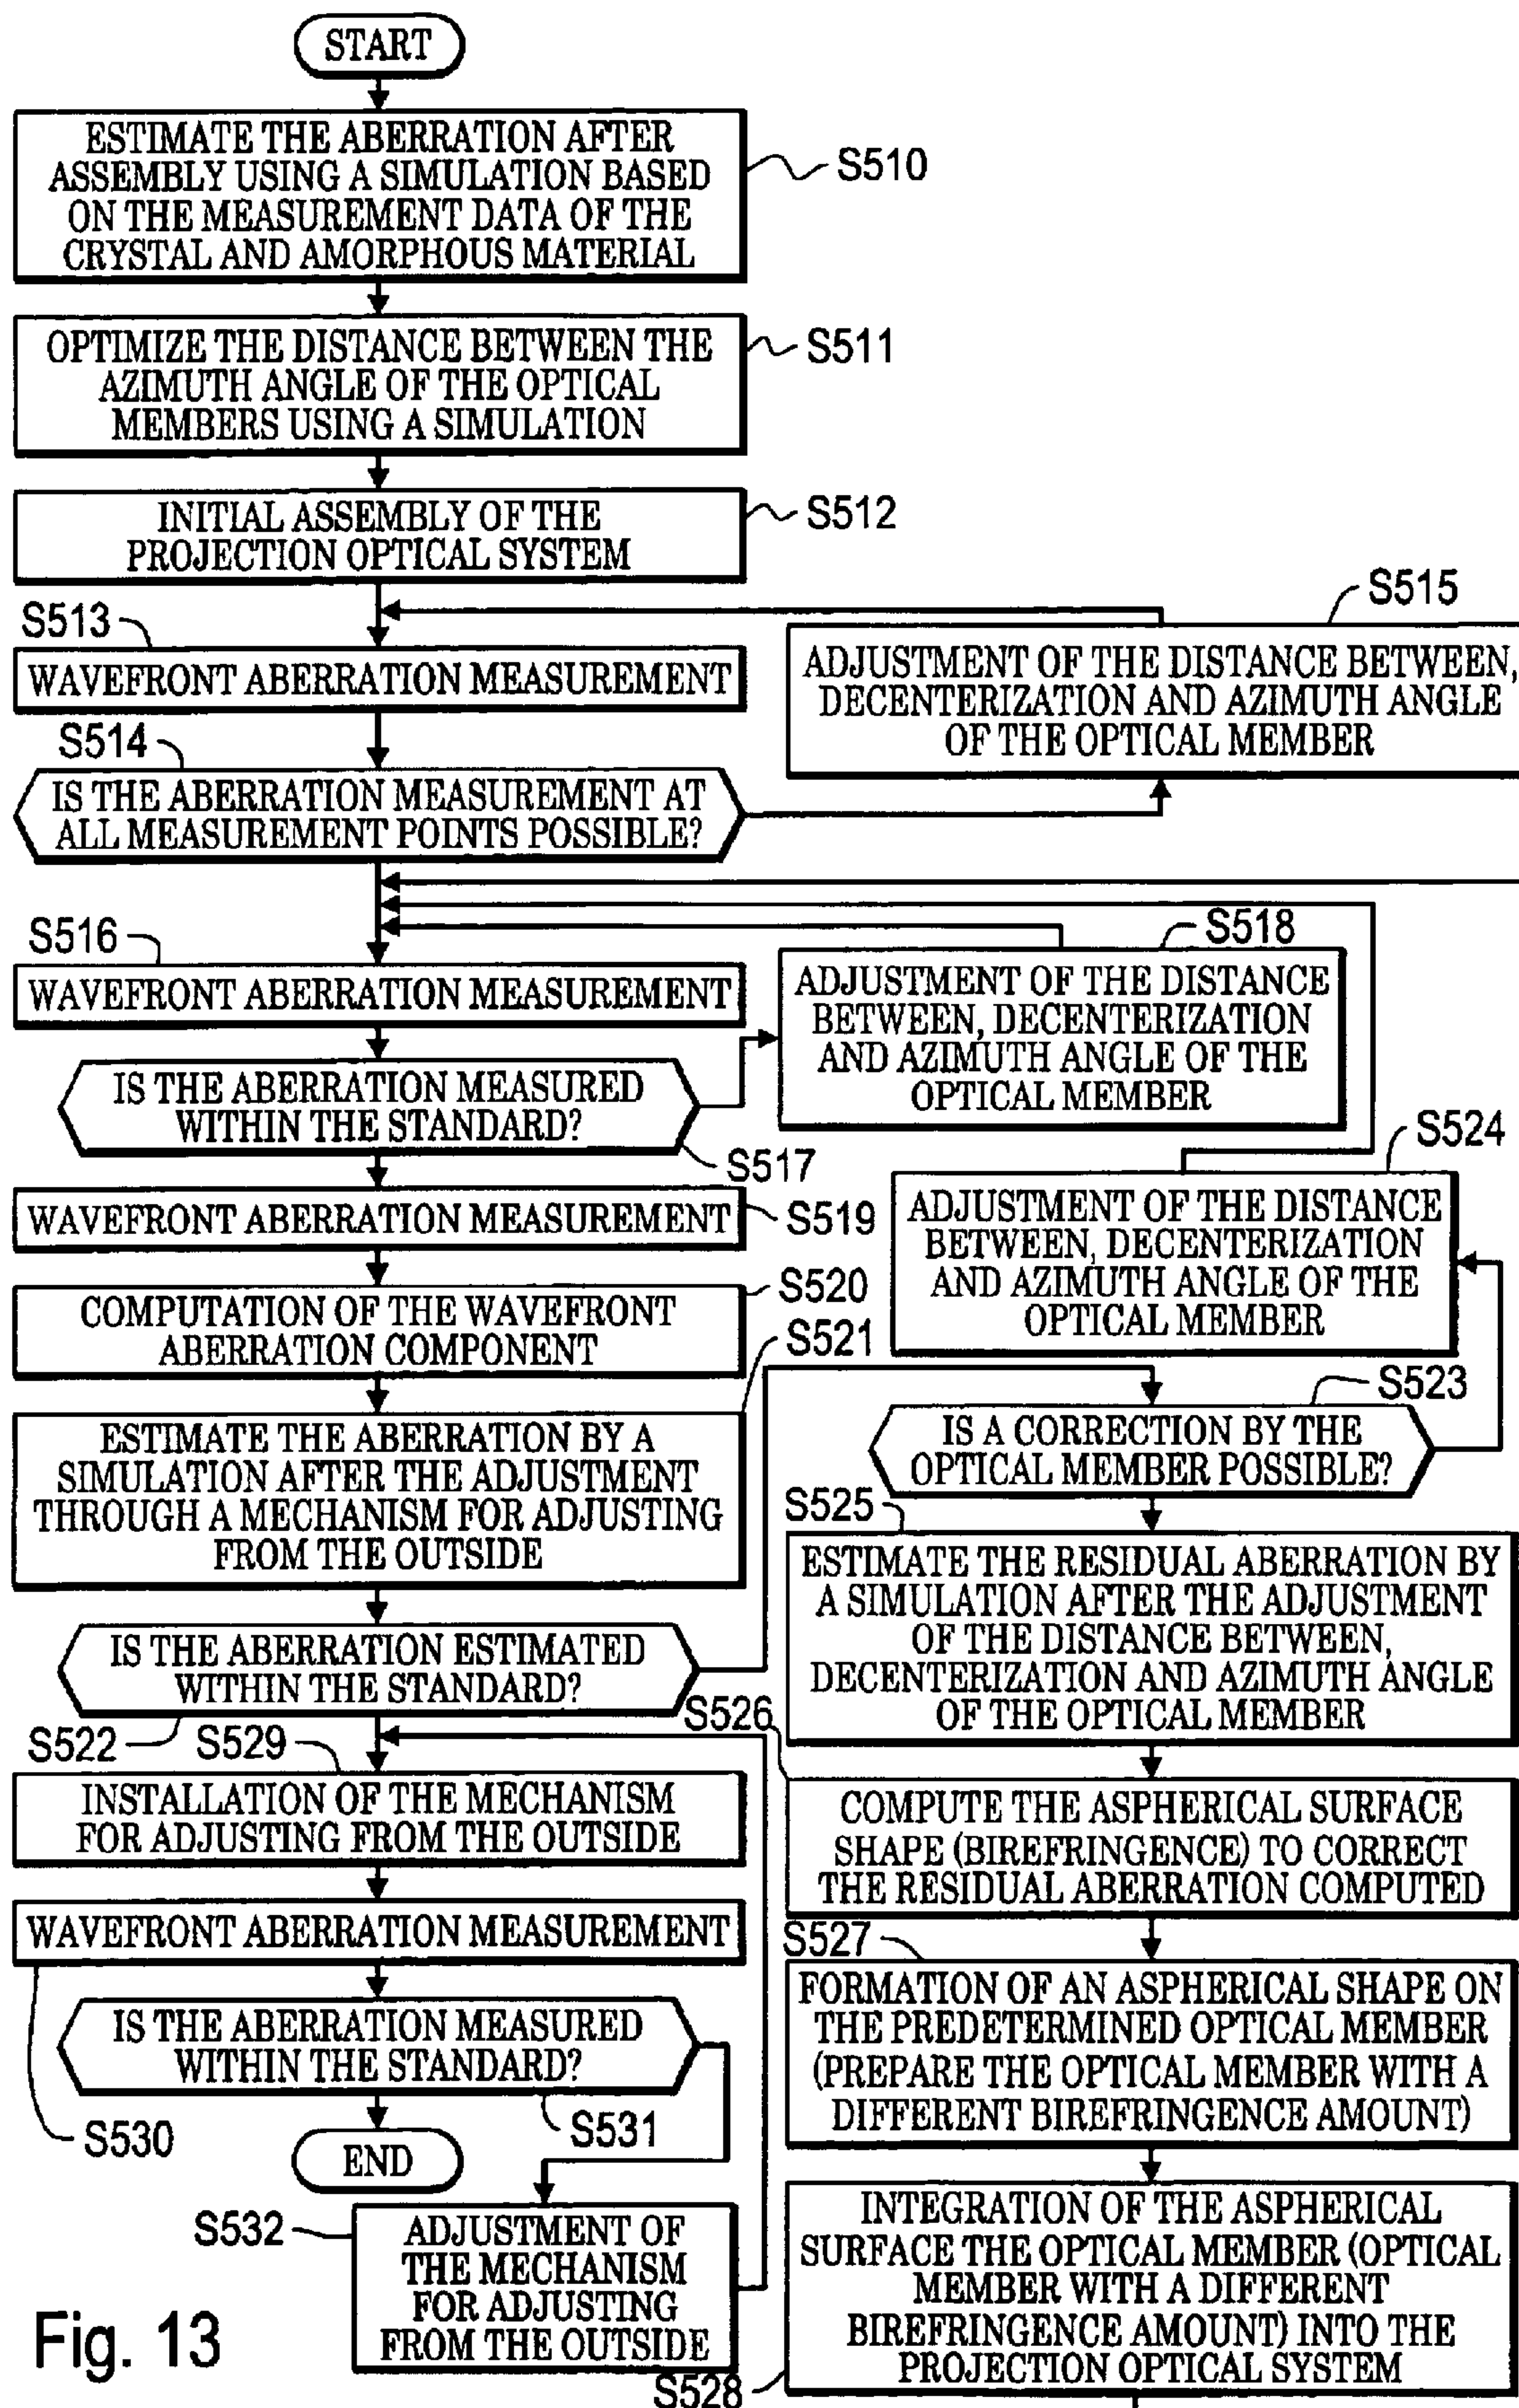 START
ESTIMATE THE ABERRATION AFTER
ASSEMBLY USING A SIMULATION BASED
ON THE MEASUREMENT DATA OF THE
CRYSTAL AND AMORPHOUS MATERIAL
S510
OPTIMIZE THE DISTANCE BETWEEN THE
AZIMUTH ANGLE OF THE OPTICAL
MEMBERS USING A SIMULATION
S511
INITIAL ASSEMBLY OF THE
PROJECTION OPTICAL SYSTEM
S512
S513
WAVEFRONT ABERRATION MEASUREMENT
S514
IS THE ABERRATION MEASUREMENT AT
ALL MEASUREMENT POINTS POSSIBLE?
S515
ADJUSTMENT OF THE DISTANCE BETWEEN,
DECENTERIZATION AND AZIMUTH ANGLE
OF THE OPTICAL MEMBER
S516
WAVEFRONT ABERRATION MEASUREMENT
IS THE ABERRATION MEASURED
WITHIN THE STANDARD?
S517
S518
ADJUSTMENT OF THE DISTANCE
BETWEEN, DECENTERIZATION
AND AZIMUTH ANGLE OF THE
OPTICAL MEMBER
WAVEFRONT ABERRATION MEASUREMENT
S519
COMPUTATION OF THE WAVEFRONT
ABERRATION COMPONENT
S520
S521
ESTIMATE THE ABERRATION BY A
SIMULATION AFTER THE ADJUSTMENT
THROUGH A MECHANISM FOR ADJUSTING
FROM THE OUTSIDE
IS THE ABERRATION ESTIMATED
WITHIN THE STANDARD?
S522
S524
ADJUSTMENT OF THE DISTANCE
BETWEEN, DECENTERIZATION
AND AZIMUTH ANGLE OF THE
OPTICAL MEMBER
S523
IS A CORRECTION BY THE
OPTICAL MEMBER POSSIBLE?
S525
ESTIMATE THE RESIDUAL ABERRATION BY
A SIMULATION AFTER THE ADJUSTMENT
OF THE DISTANCE BETWEEN,
DECENTERIZATION AND AZIMUTH ANGLE
OF THE OPTICAL MEMBER
S526
COMPUTE THE ASPHERICAL SURFACE
SHAPE (BIREFRINGENCE) TO CORRECT
THE RESIDUAL ABERRATION COMPUTED
S527
FORMATION OF AN ASPHERICAL SHAPE ON
THE PREDETERMINED OPTICAL MEMBER
(PREPARE THE OPTICAL MEMBER WITH A
DIFFERENT BIREFRINGENCE AMOUNT)
INTEGRATION OF THE ASPHERICAL
SURFACE THE OPTICAL MEMBER (OPTICAL
MEMBER WITH A DIFFERENT
BIREFRINGENCE AMOUNT) INTO THE
PROJECTION OPTICAL SYSTEM
S528
S529
INSTALLATION OF THE MECHANISM
FOR ADJUSTING FROM THE OUTSIDE
WAVEFRONT ABERRATION MEASUREMENT
S530
IS THE ABERRATION MEASURED
WITHIN THE STANDARD?
S531
END
S532
ADJUSTMENT OF
THE MECHANISM
FOR ADJUSTING
FROM THE OUTSIDE
Fig. 13